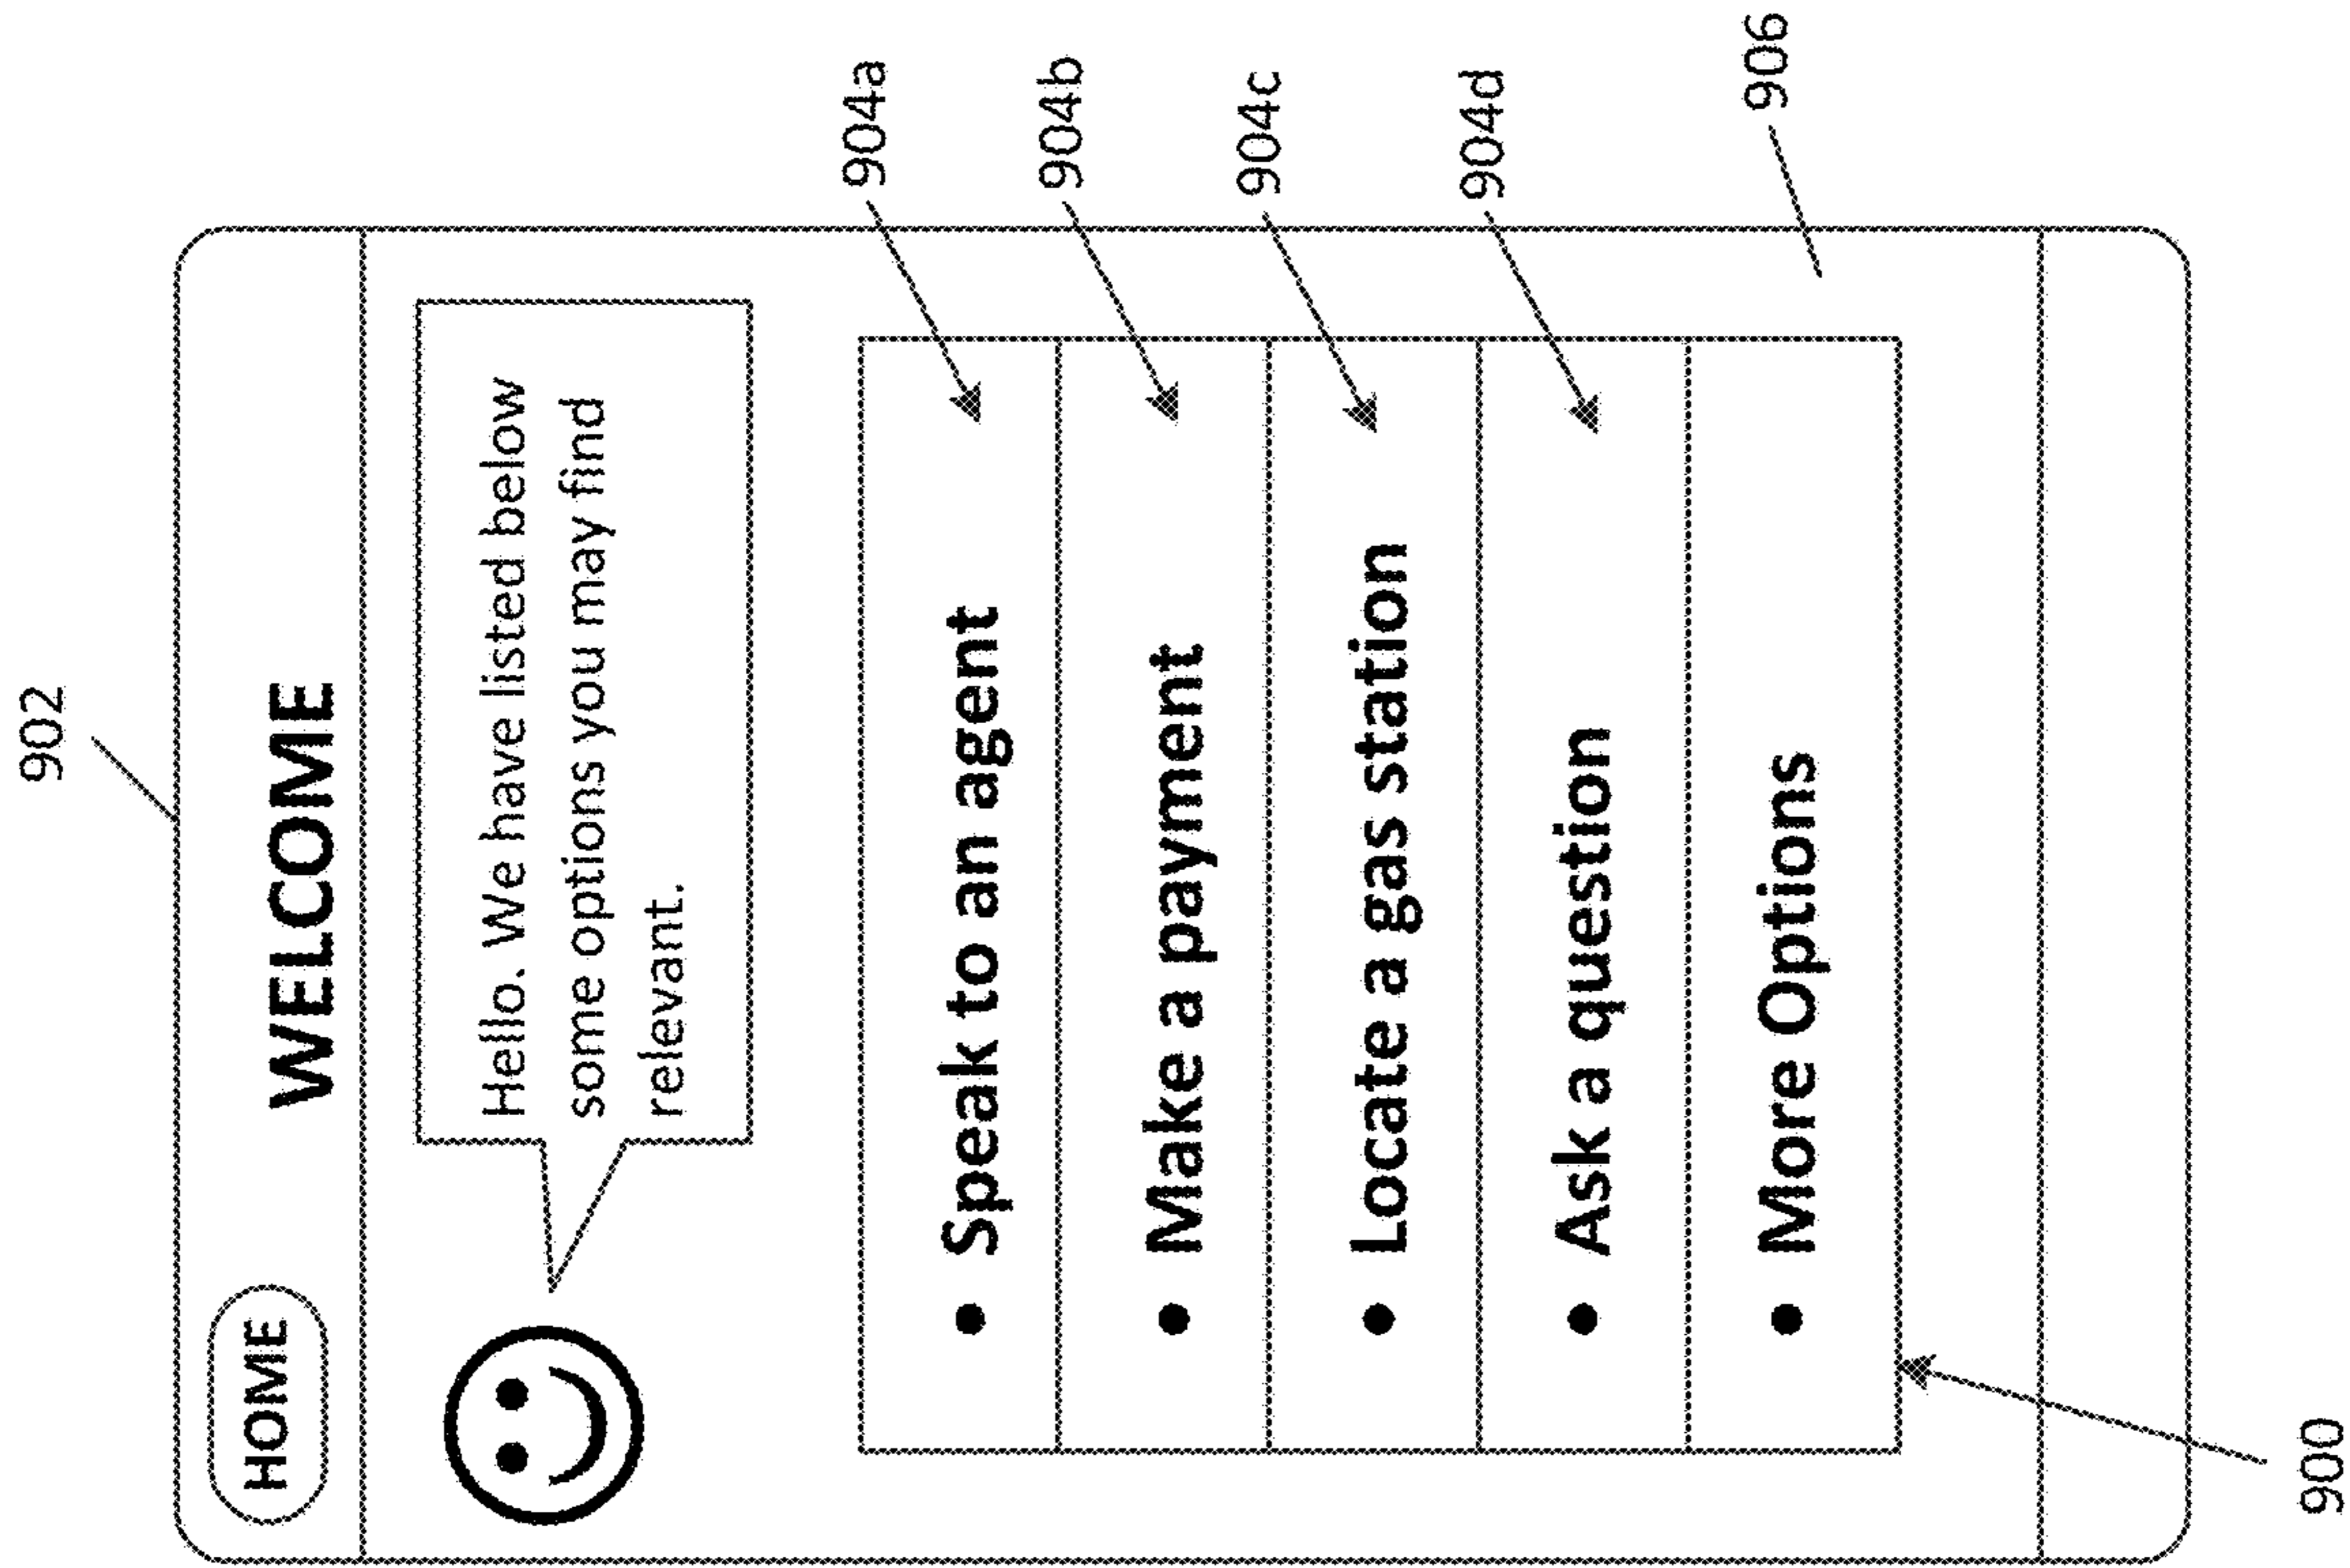 902
HOME
WELCOME
Hello. We have listed below
some options you may find
relevant.
• Speak to an agent
904a
• Make a payment
904b
• Locate a gas station
904c
• Ask a question
904d
• More Options
906
900